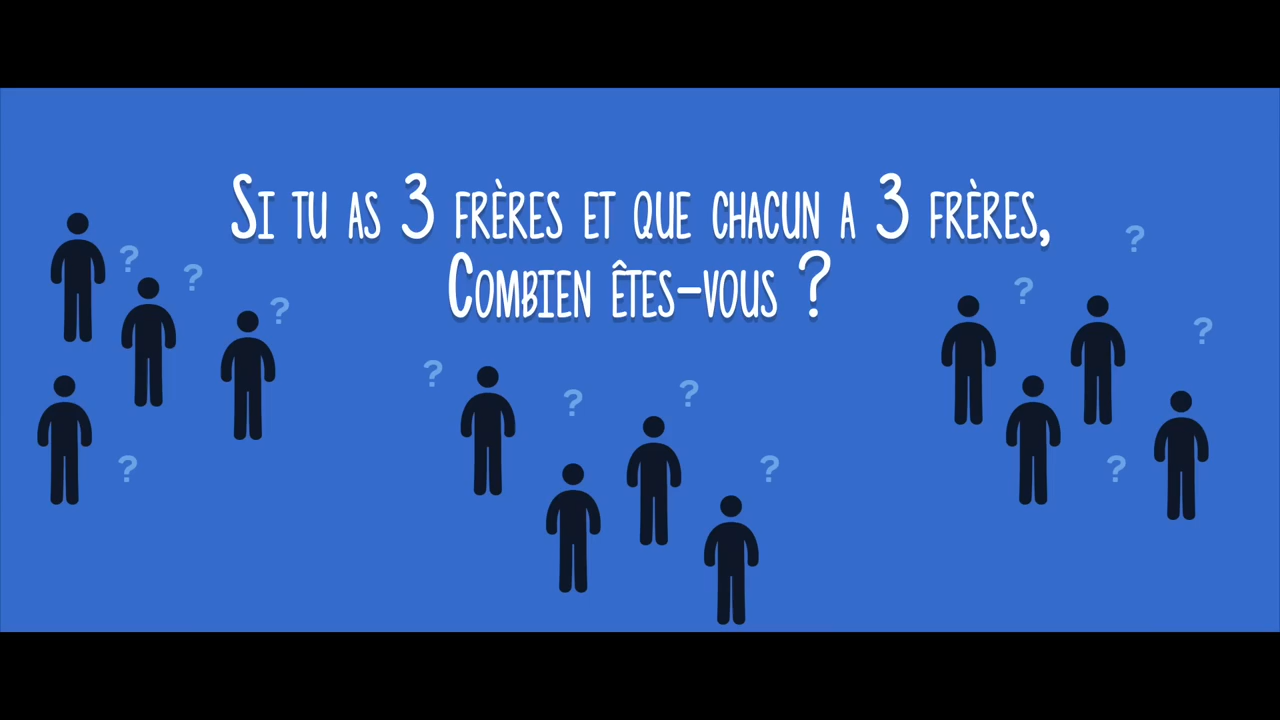 Si tu as 3 frères et que chacun a 3 frères,
Combien êtes-vous ?
? ? ? ? ? ? ? ? ? ? ? ?